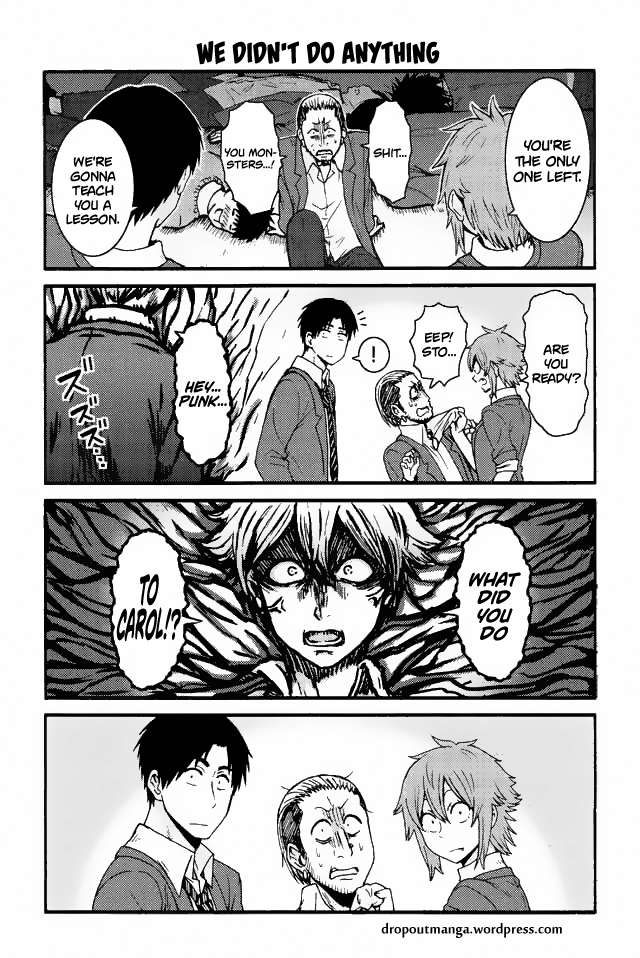 WE DIDN'T DO ANYTHING
YOU'RE
THE ONLY
ONE LEFT.
SHIT...
YOU MON-
STERS...!
WE'RE
GONNA
TEACH
YOU A
LESSON.
ARE
YOU
READY?
EEP!
STO...
!
HEY...
PUNK...
ズズズ…
WHAT
DID
YOU
DO
TO
CAROL!?
dropoutmanga.wordpress.com